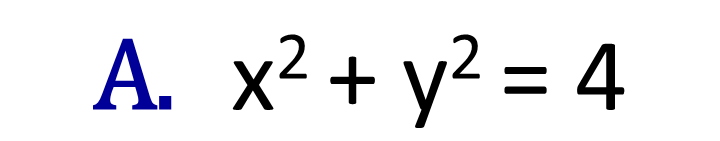 A. x² + y² = 4